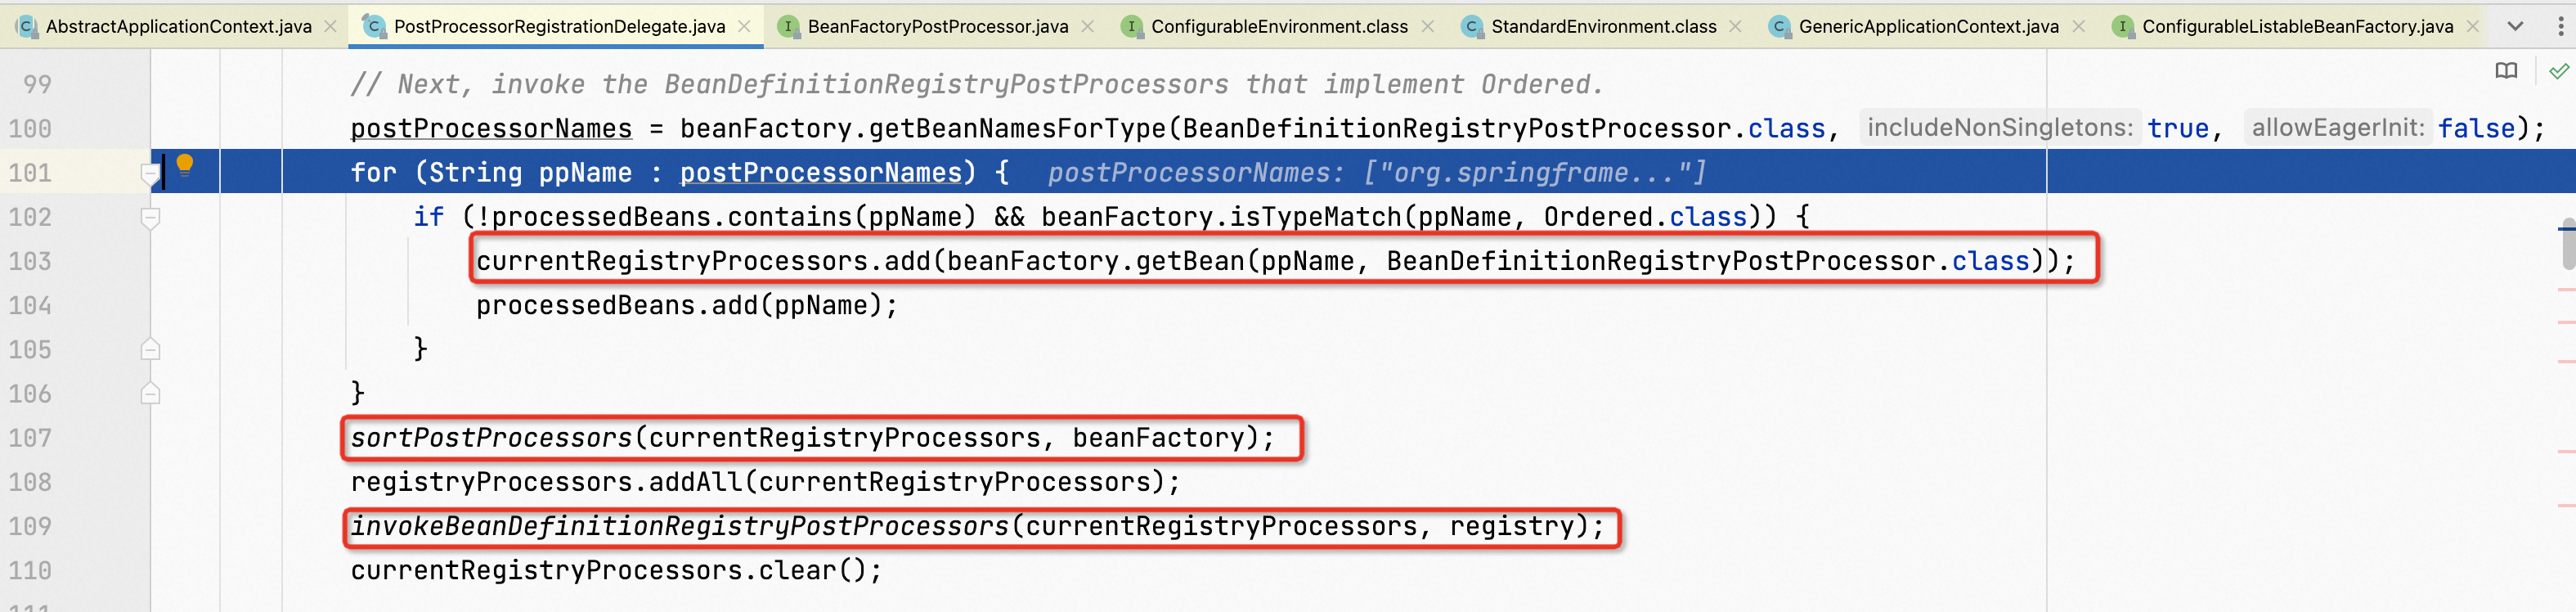 AbstractApplicationContext.java PostProcessorRegistrationDelegate.java BeanFactoryPostProcessor.java ConfigurableEnvironment.class StandardEnvironment.class GenericApplicationContext.java ConfigurableListableBeanFactory.java
99 // Next, invoke the BeanDefinitionRegistryPostProcessors that implement Ordered.
100 postProcessorNames = beanFactory.getBeanNamesForType(BeanDefinitionRegistryPostProcessor.class, includeNonSingletons: true, allowEagerInit: false);
101 for (String ppName : postProcessorNames) { postProcessorNames: ["org.springframe..."]
102 if (!processedBeans.contains(ppName) && beanFactory.isTypeMatch(ppName, Ordered.class)) {
103 currentRegistryProcessors.add(beanFactory.getBean(ppName, BeanDefinitionRegistryPostProcessor.class));
104 processedBeans.add(ppName);
105 }
106 }
107 sortPostProcessors(currentRegistryProcessors, beanFactory);
108 registryProcessors.addAll(currentRegistryProcessors);
109 invokeBeanDefinitionRegistryPostProcessors(currentRegistryProcessors, registry);
110 currentRegistryProcessors.clear();
111